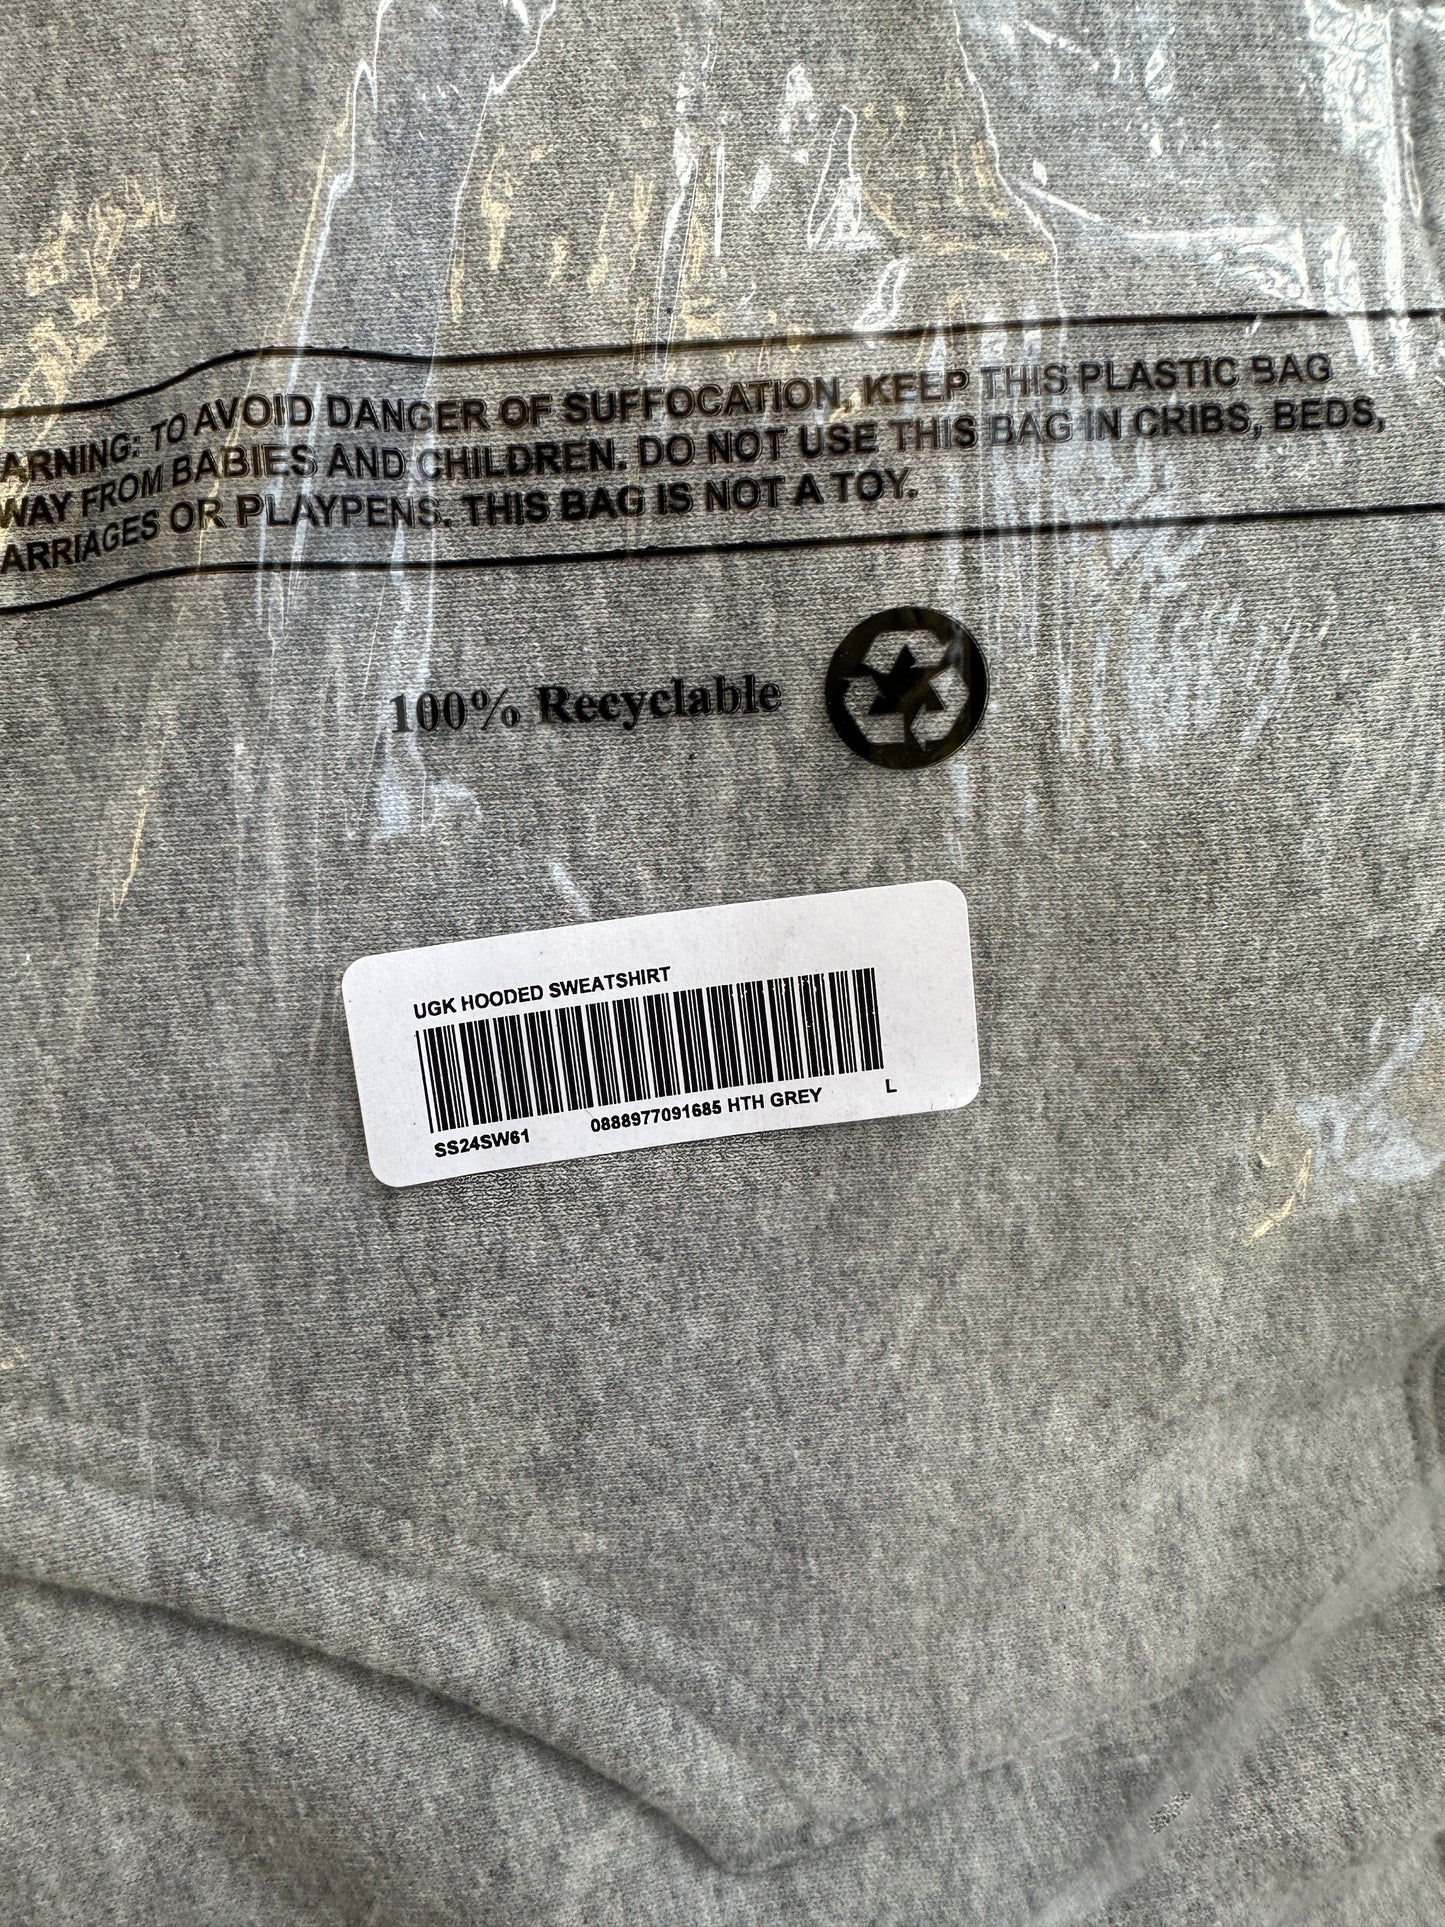 ARNING: TO AVOID DANGER OF SUFFOCATION, KEEP THIS PLASTIC BAG
WAY FROM BABIES AND CHILDREN. DO NOT USE THIS BAG IN CRIBS, BEDS,
ARRIAGES OR PLAYPENS. THIS BAG IS NOT A TOY.
100% Recyclable
UGK HOODED SWEATSHIRT
SS24SW61 0888977091685 HTH GREY L